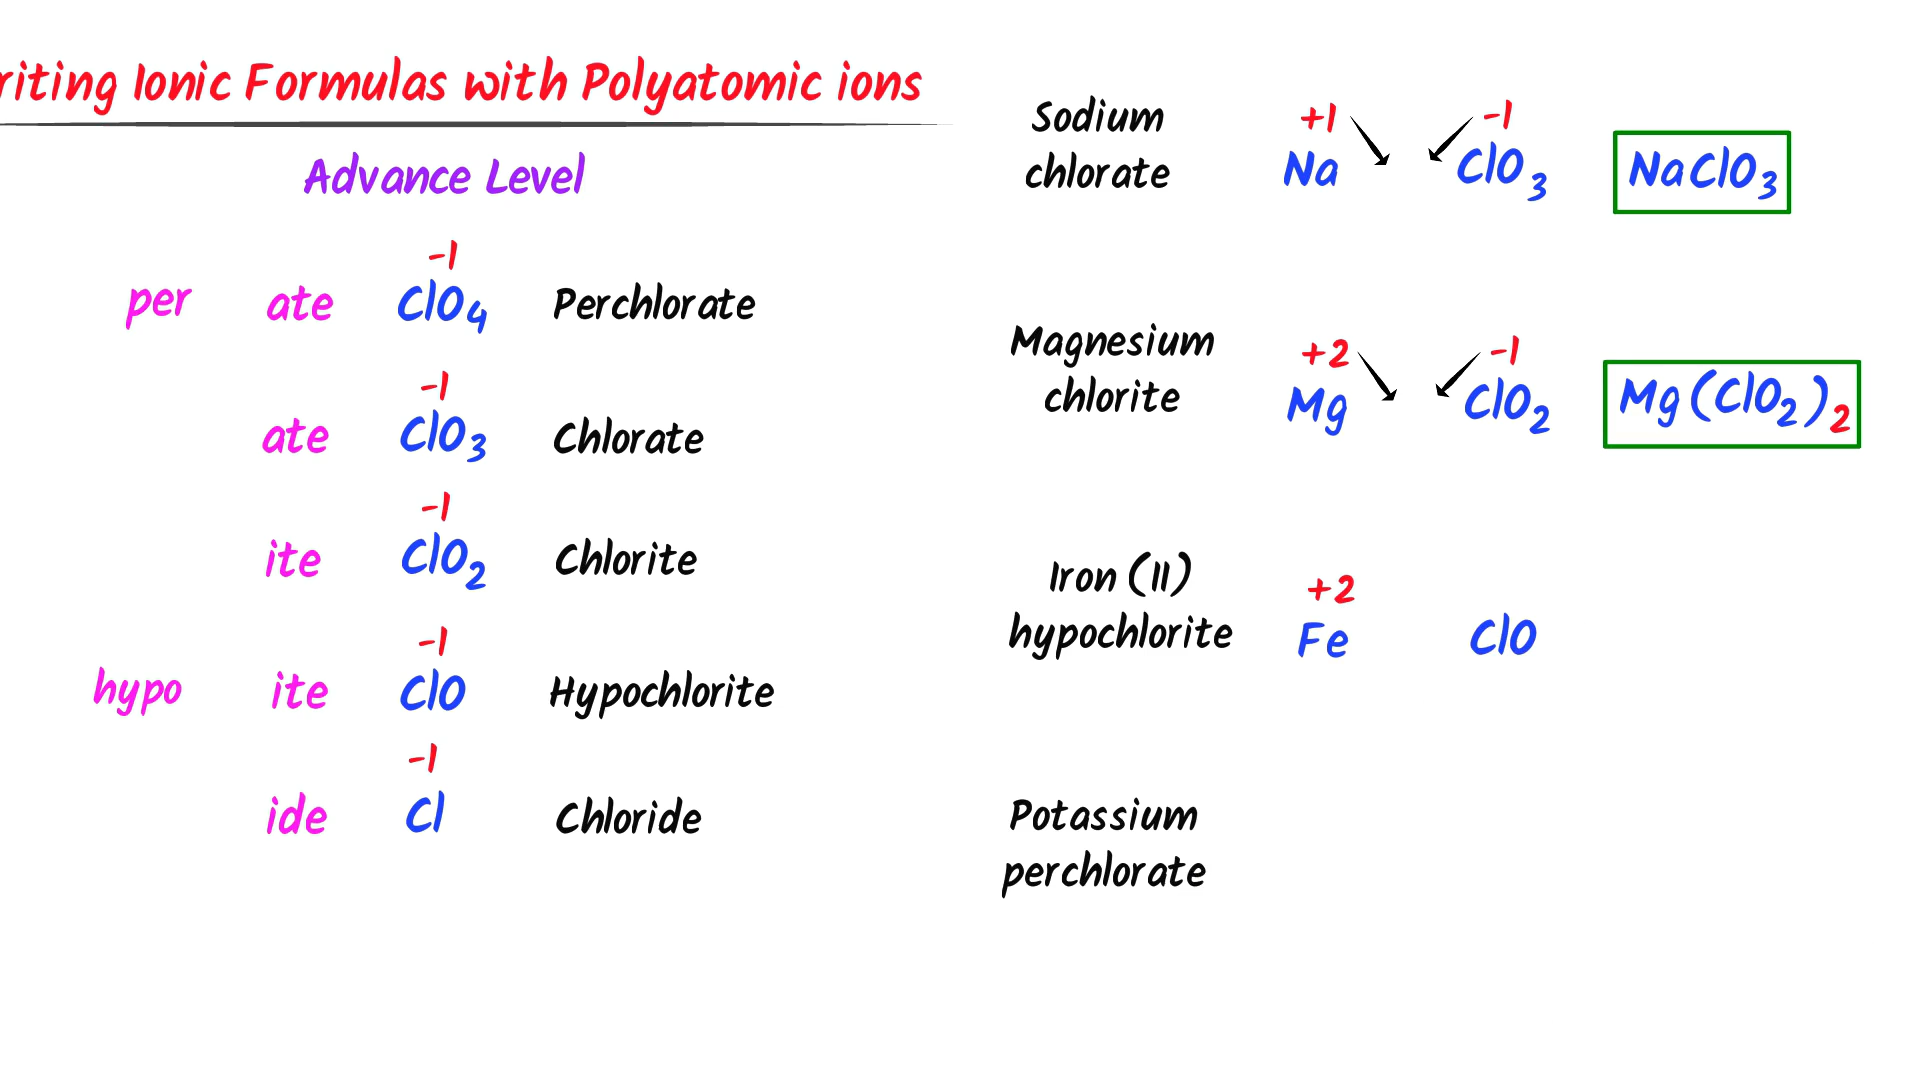 riting Ionic Formulas with Polyatomic ions
Advance Level
-1
per ate ClO4 Perchlorate
-1
ate ClO3 Chlorate
-1
ite ClO2 Chlorite
-1
hypo ite ClO Hypochlorite
-1
ide Cl Chloride
Sodium +1 -1
chlorate Na ClO3 NaClO3
Magnesium +2 -1
chlorite Mg ClO2 Mg(ClO2)2
Iron (II) +2
hypochlorite Fe ClO
Potassium
perchlorate